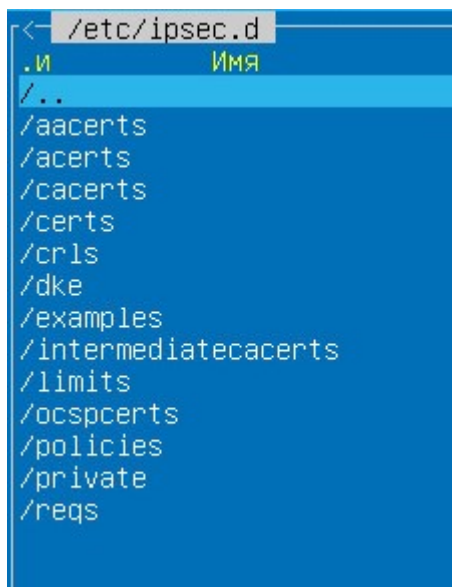 <- /etc/ipsec.d
.и Имя
/..
/aacerts
/acerts
/cacerts
/certs
/crls
/dke
/examples
/intermediatecacerts
/limits
/ocspcerts
/policies
/private
/reqs